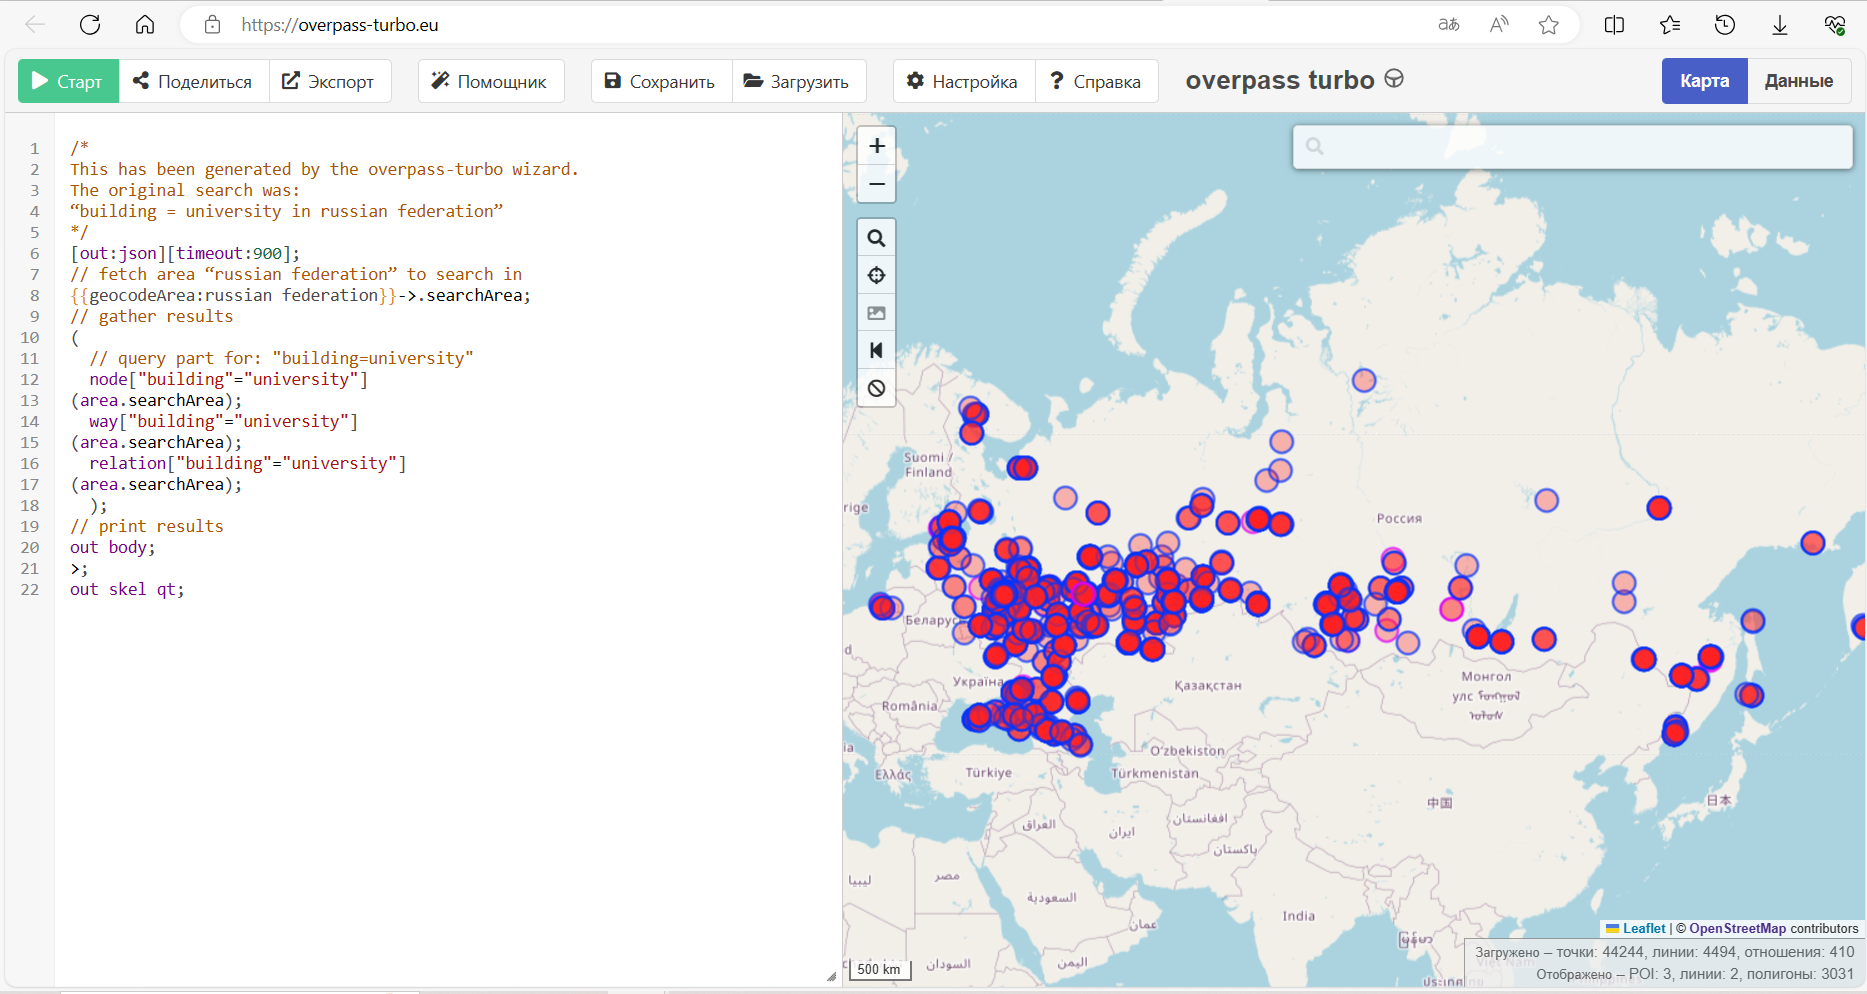 https://overpass-turbo.eu
Старт
Поделиться
Экспорт
Помощник
Сохранить
Загрузить
Настройка
Справка
overpass turbo
Карта
Данные
1 /*
2 This has been generated by the overpass-turbo wizard.
3 The original search was:
4 “building = university in russian federation”
5 */
6 [out:json][timeout:900];
7 // fetch area “russian federation” to search in
8 {{geocodeArea:russian federation}}->.searchArea;
9 // gather results
10 (
11 // query part for: "building=university"
12 node["building"="university"]
13 (area.searchArea);
14 way["building"="university"]
15 (area.searchArea);
16 relation["building"="university"]
17 (area.searchArea);
18 );
19 // print results
20 out body;
21 >;
22 out skel qt;
+
−
Suomi /
Finland
rige
Россия
Беларус
Україна
România
Ελλάς
Türkiye
Қазақстан
Монгол
улс
O'zbekiston
Türkmenistan
中国
日本
العراق
ایران
افغانستان
پاکستان
ليبيا
مصر
السعودية
عمان
السودان
اليمن
India
500 km
Leaflet | © OpenStreetMap contributors
Загружено – точки: 44244, линии: 4494, отношения: 410
Отображено – POI: 3, линии: 2, полигоны: 3031